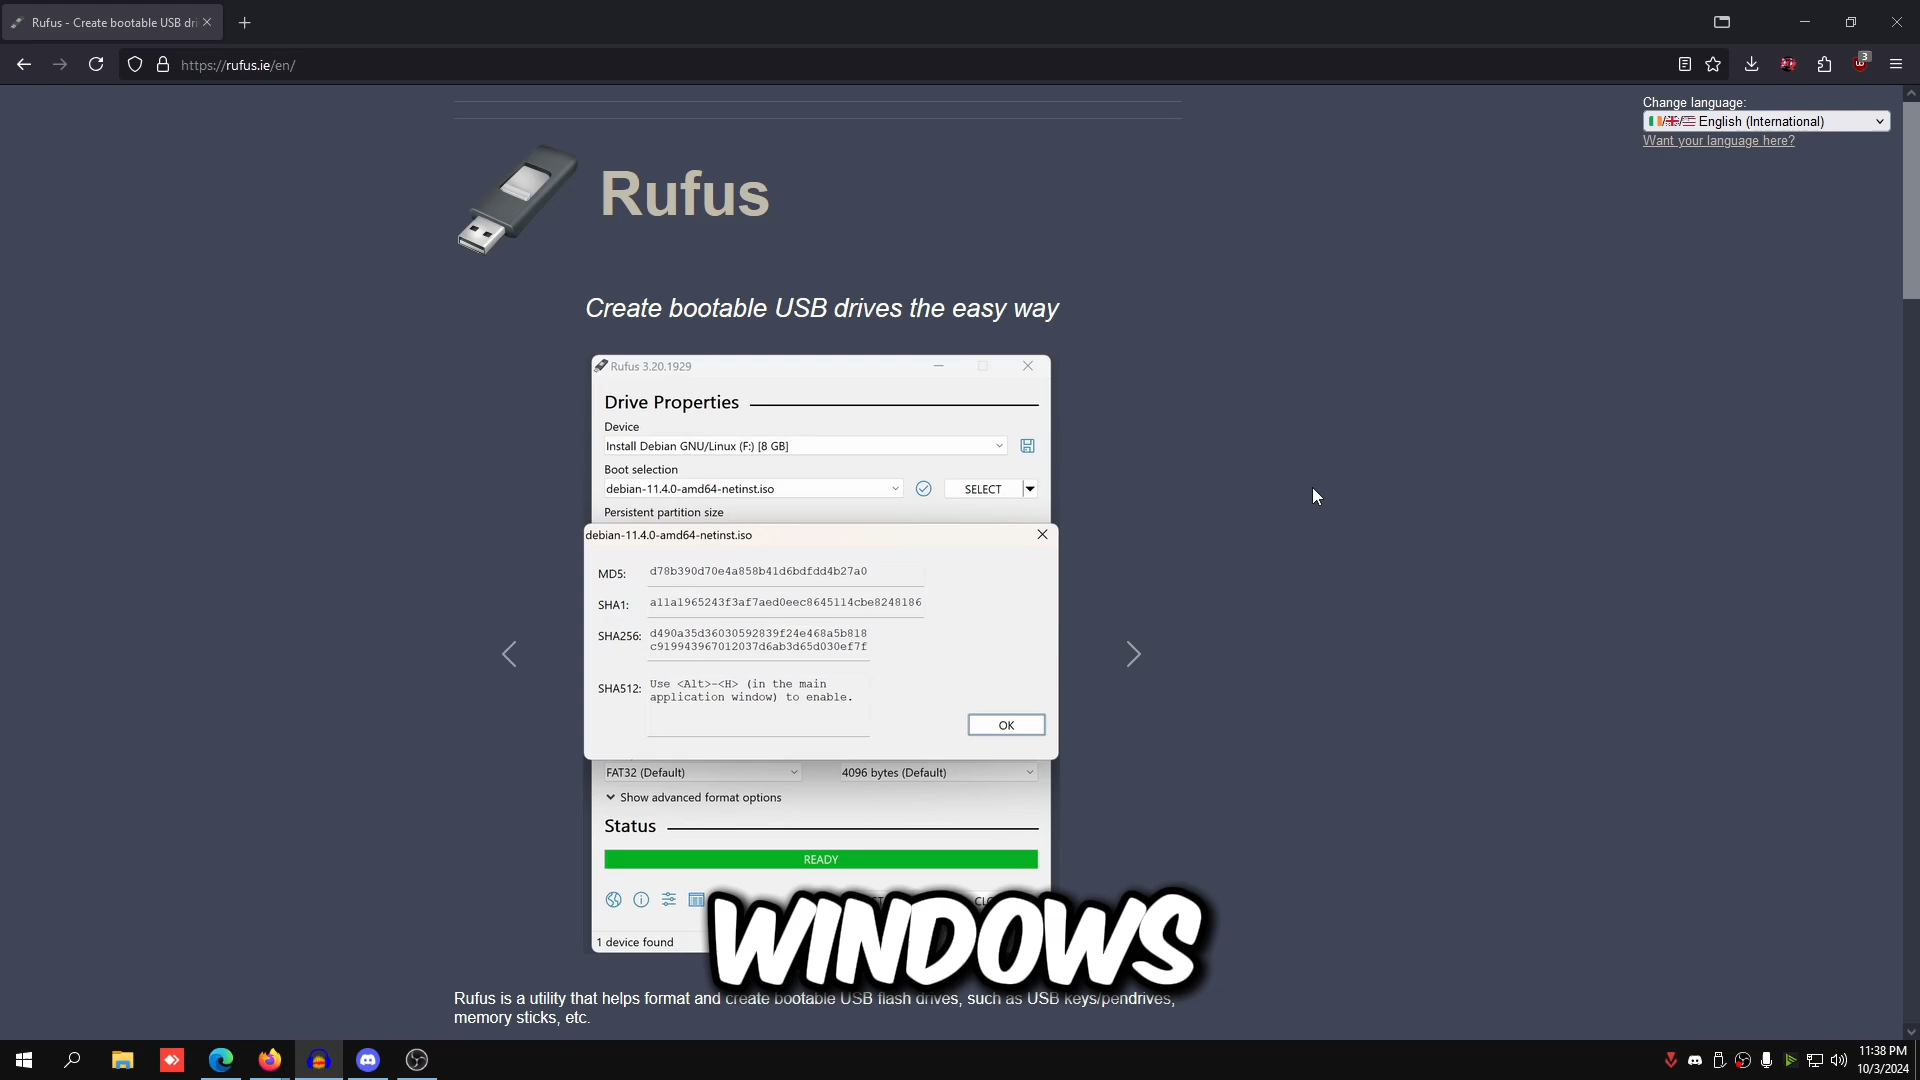 Rufus - Create bootable USB dri
https://rufus.ie/en/
3
Change language:
English (International)
Want your language here?
Rufus
Create bootable USB drives the easy way
Rufus 3.20.1929
Drive Properties
Device
Install Debian GNU/Linux (F:) [8 GB]
Boot selection
debian-11.4.0-amd64-netinst.iso
SELECT
Persistent partition size
debian-11.4.0-amd64-netinst.iso
MD5: d78b390d70e4a858b41d6bdfdd4b27a0
SHA1: a11a1965243f3af7aed0eec8645114cbe8248186
SHA256: d490a35d36030592839f24e468a5b818
c919943967012037d6ab3d65d030ef7f
SHA512: Use <Alt>-<H> (in the main
application window) to enable.
OK
FAT32 (Default)
4096 bytes (Default)
Show advanced format options
Status
READY
1 device found
WINDOWS
Rufus is a utility that helps format and create bootable USB flash drives, such as USB keys/pendrives,
memory sticks, etc.
11:38 PM
10/3/2024